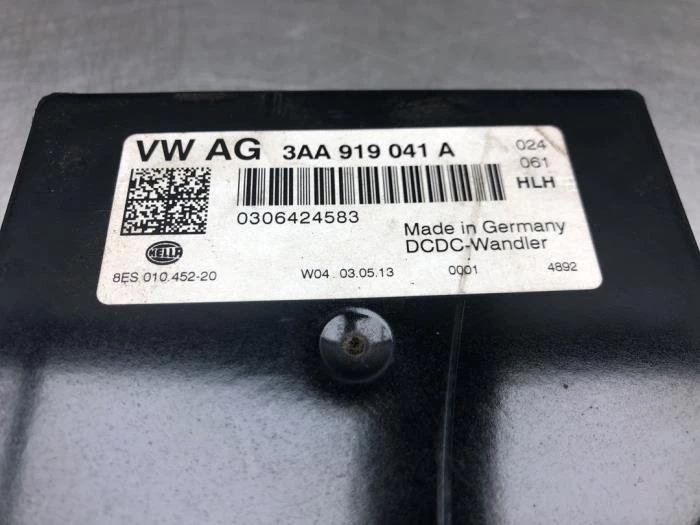 VW AG 3AA 919 041 A 024
061
HLH
0306424583
Made in Germany
DCDC-Wandler
HELLA
8ES 010.452-20 W04 03.05.13 0001 4892